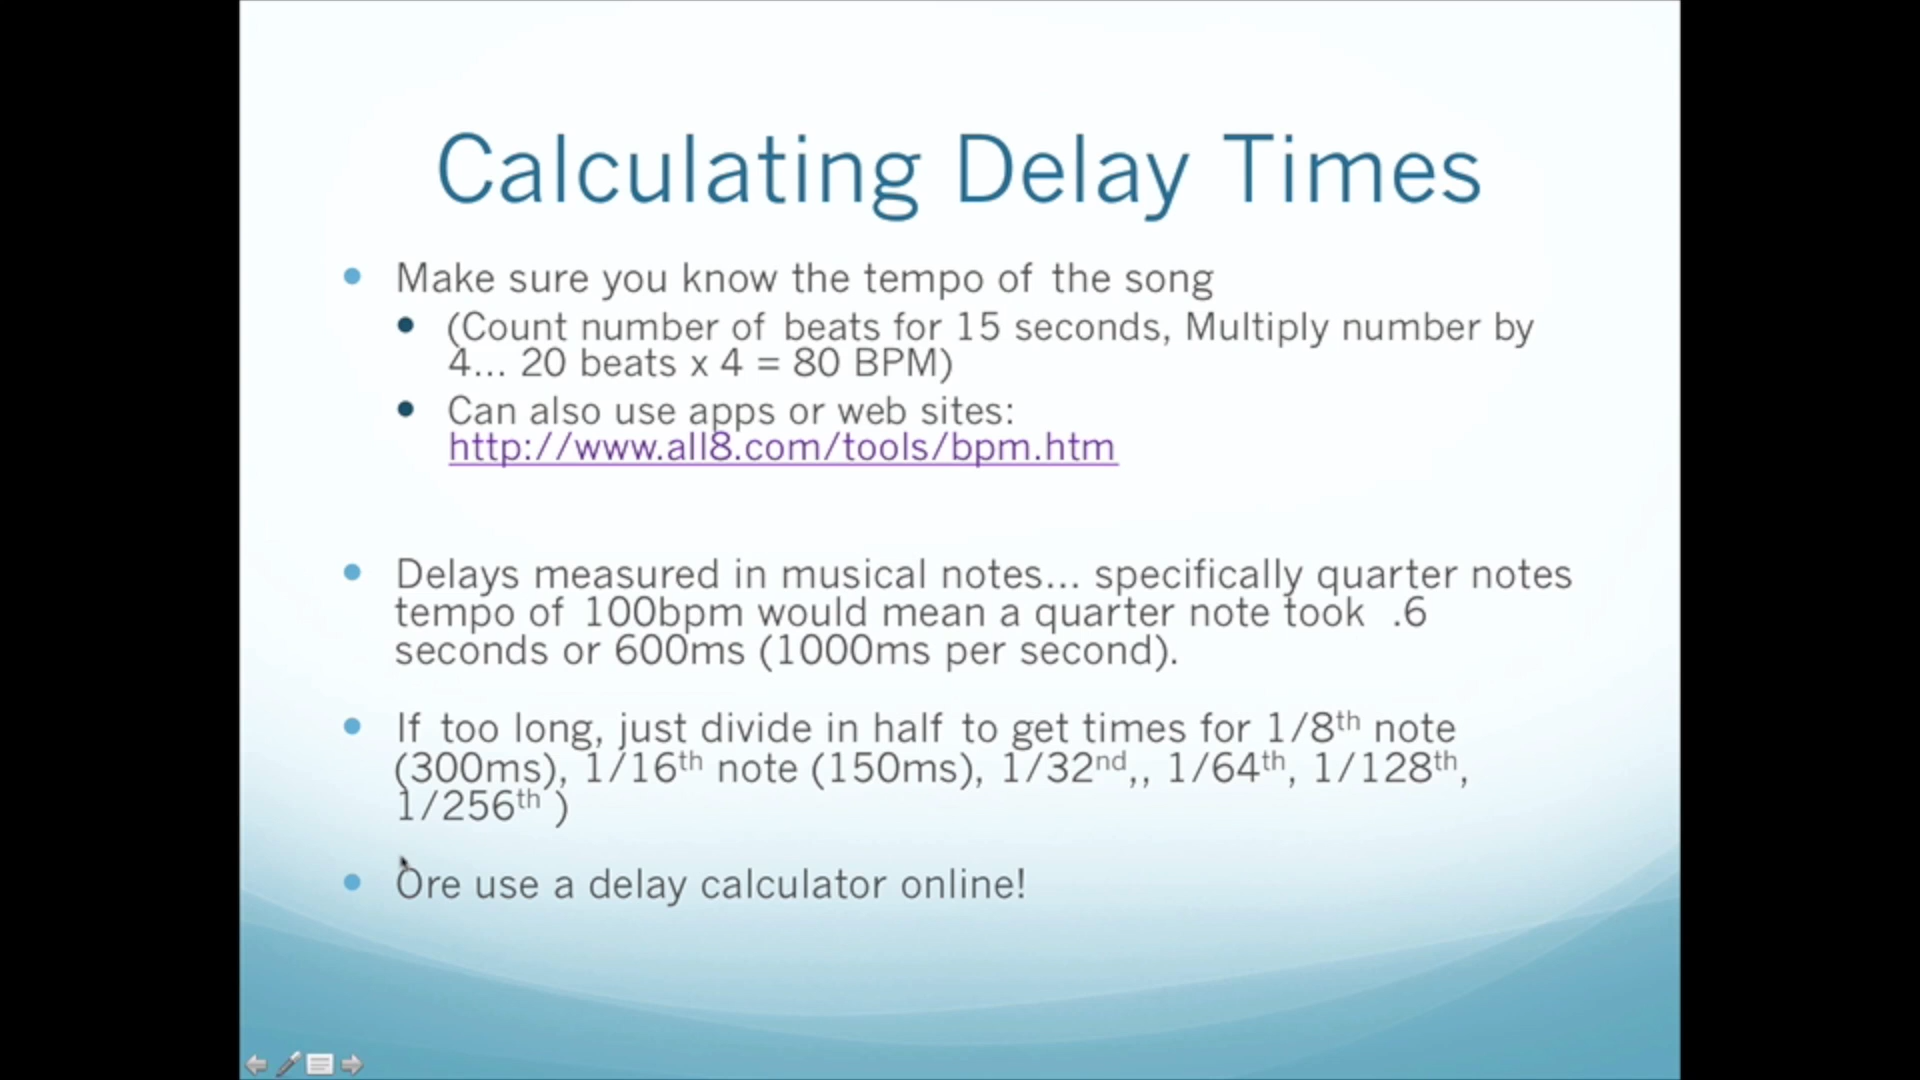 Calculating Delay Times
Make sure you know the tempo of the song
(Count number of beats for 15 seconds, Multiply number by
4... 20 beats x 4 = 80 BPM)
Can also use apps or web sites:
http://www.all8.com/tools/bpm.htm
Delays measured in musical notes... specifically quarter notes
tempo of 100bpm would mean a quarter note took .6
seconds or 600ms (1000ms per second).
If too long, just divide in half to get times for 1/8th note
(300ms), 1/16th note (150ms), 1/32nd,, 1/64th, 1/128th,
1/256th )
Ore use a delay calculator online!